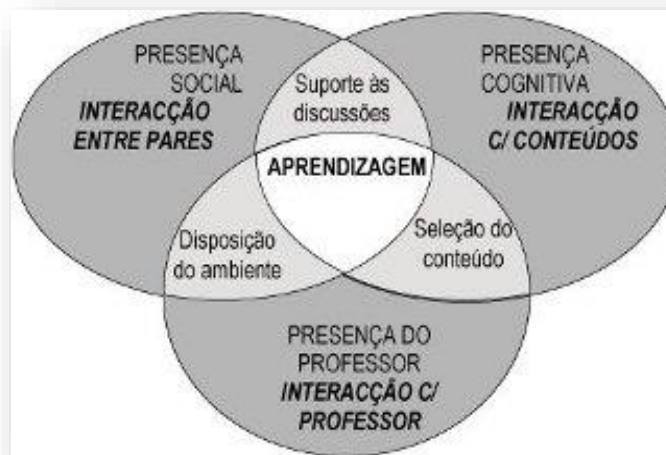 PRESENÇA
SOCIAL
INTERACÇÃO
ENTRE PARES
Suporte às
discussões
PRESENÇA
COGNITIVA
INTERACÇÃO
C/ CONTEÚDOS
APRENDIZAGEM
Disposição
do ambiente
Seleção do
conteúdo
PRESENÇA DO
PROFESSOR
INTERACÇÃO C/
PROFESSOR